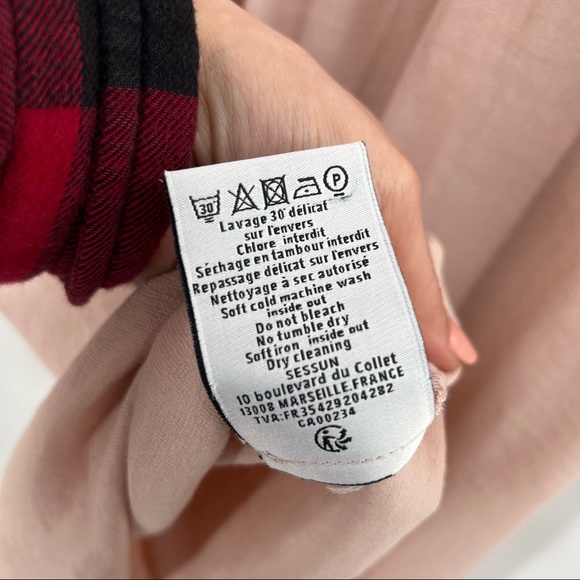 30°
P
Lavage 30° délicat
sur l'envers
Chlore interdit
Séchage en tambour interdit
Repassage délicat sur l'envers
Nettoyage à sec autorisé
Soft cold machine wash
inside out
Do not bleach
No tumble dry
Soft iron inside out
Dry cleaning
SESSUN
10 boulevard du Collet
13008 MARSEILLE.FRANCE
TVA:FR35429204282
CA00234